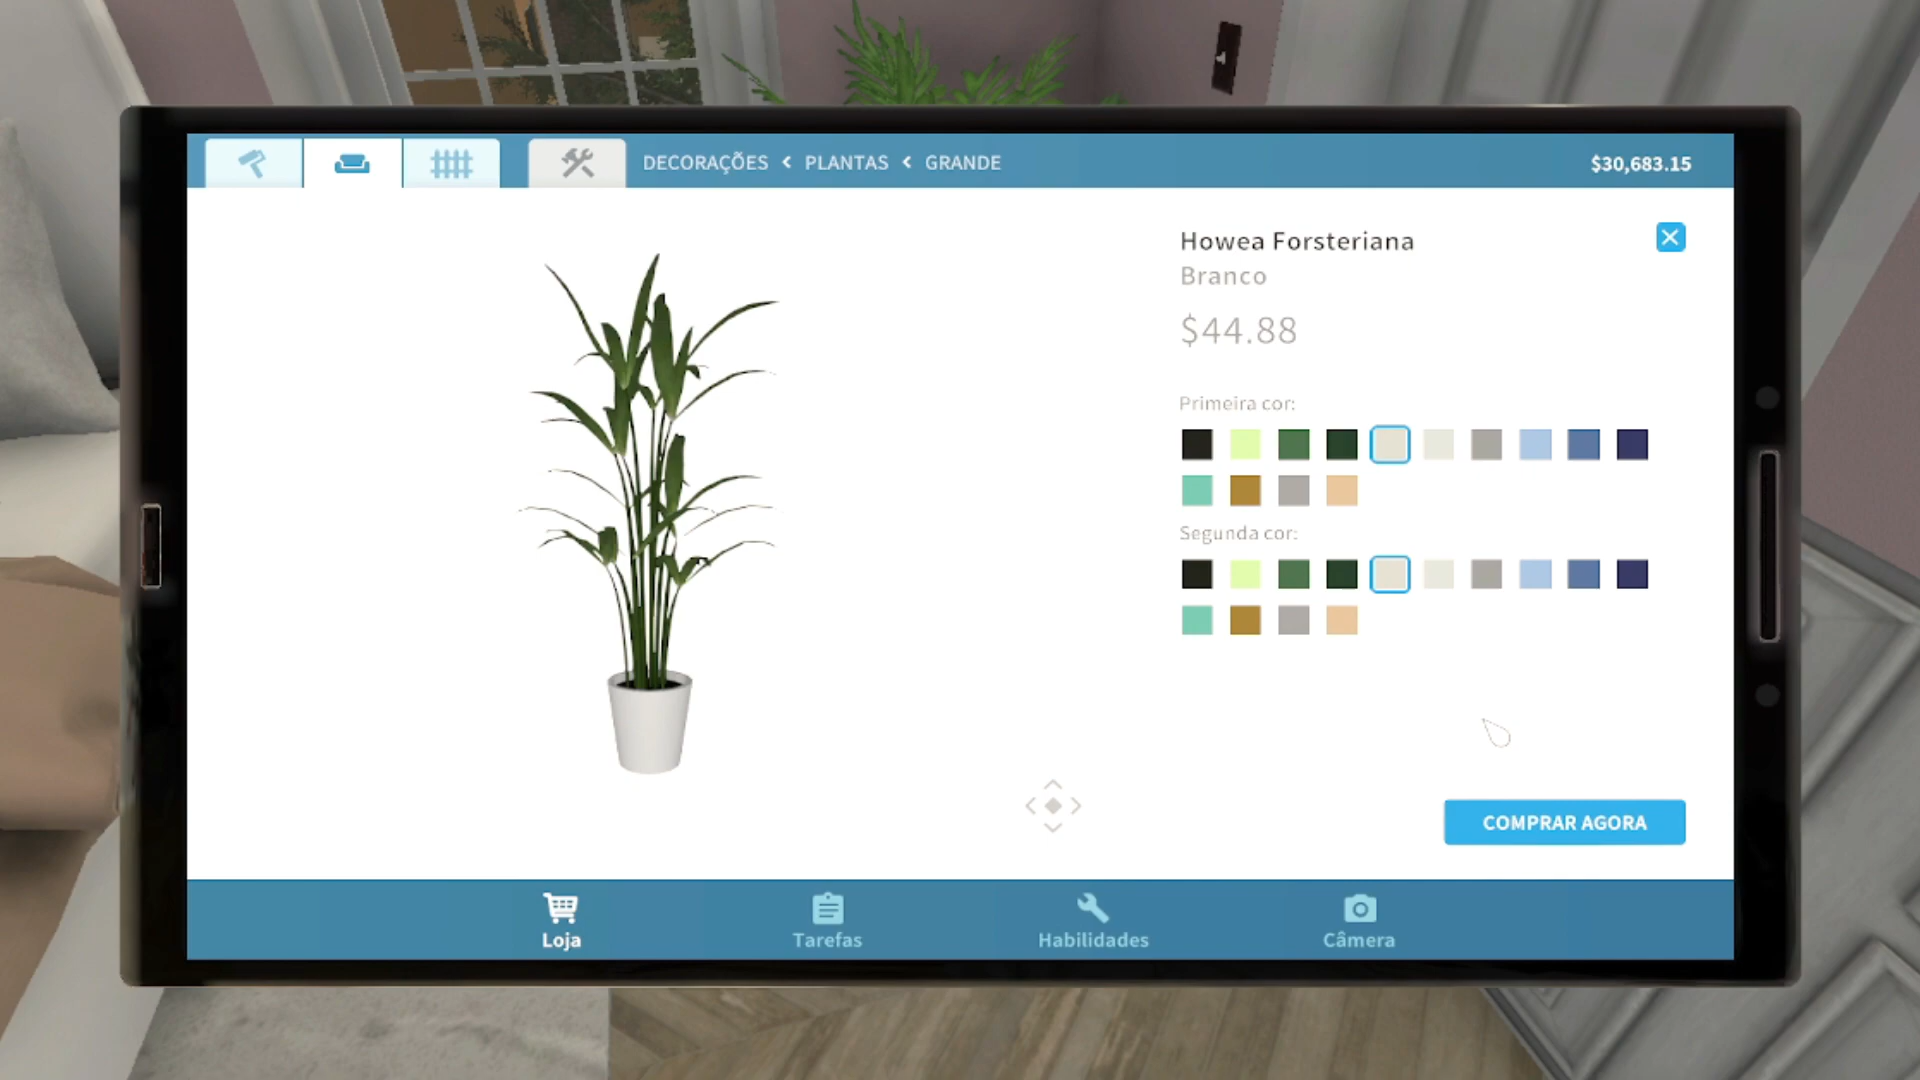 DECORAÇÕES < PLANTAS < GRANDE
$30,683.15
Howea Forsteriana
Branco
$44.88
Primeira cor:
Segunda cor:
COMPRAR AGORA
Loja
Tarefas
Habilidades
Câmera